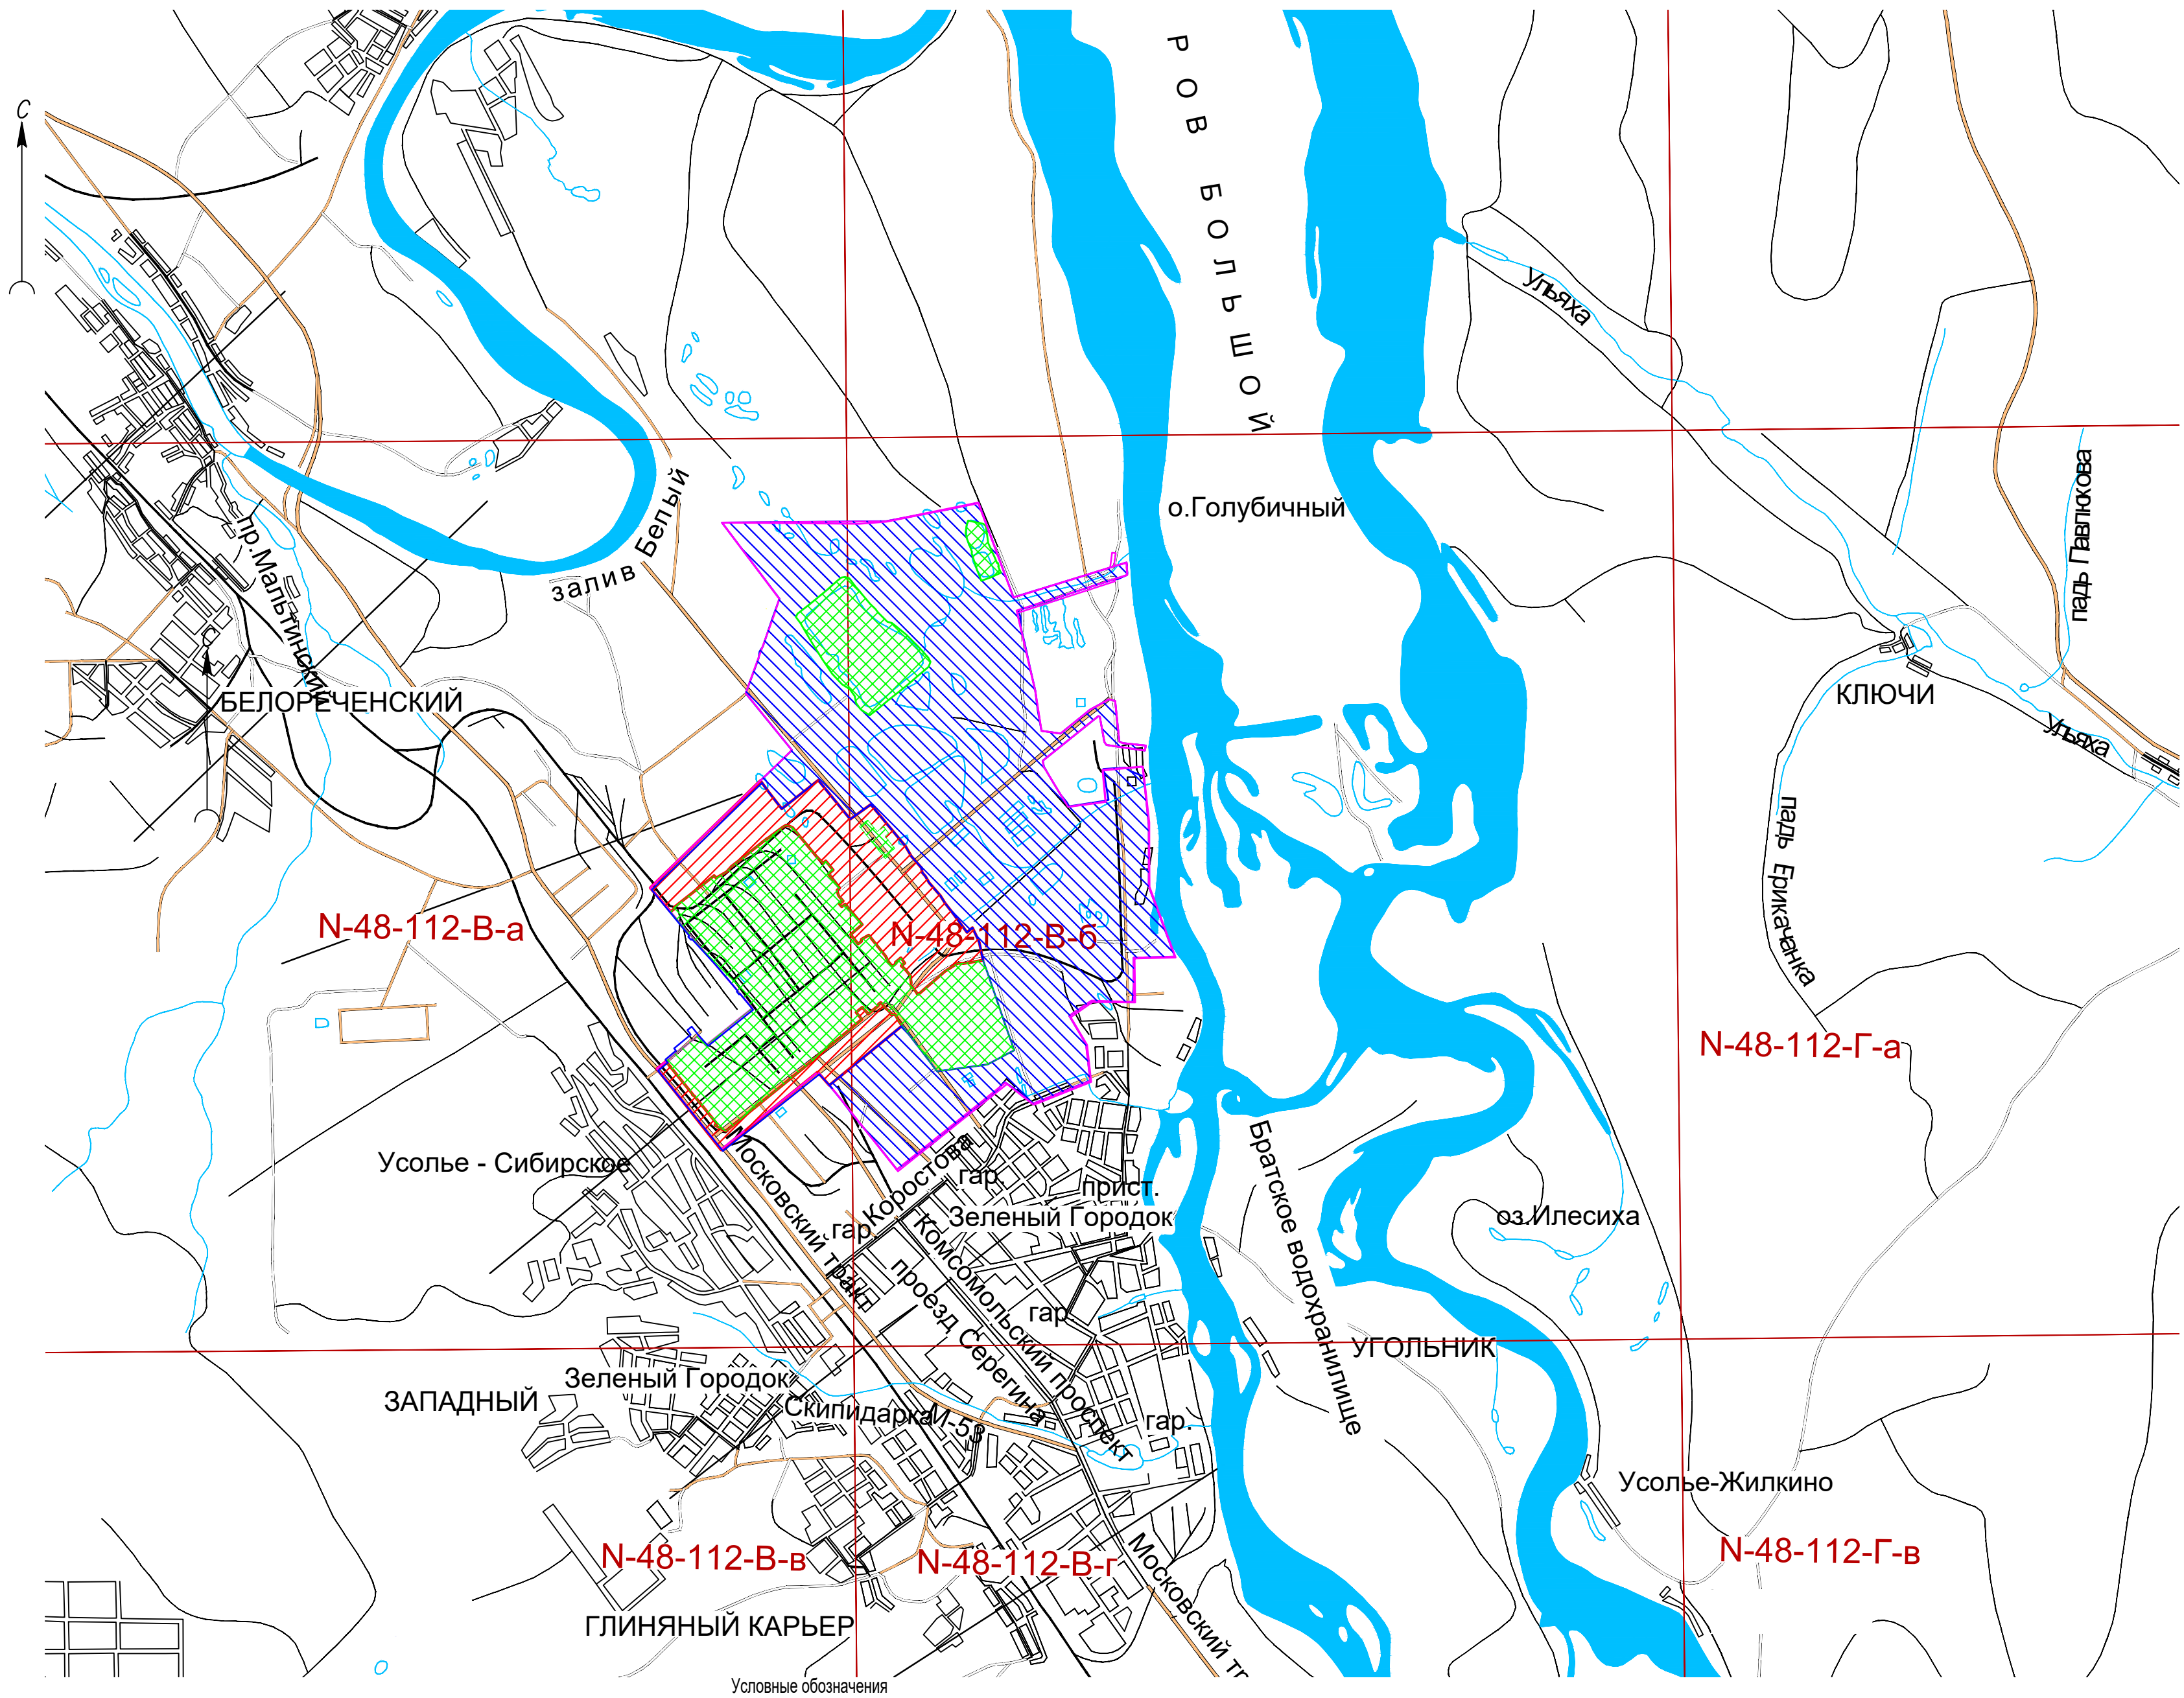 С
РОВ БОЛЬШОЙ
Ульяха
о.Голубичный
залив Белый
пр.Мальтинский
падь Павлюкова
С
БЕЛОРЕЧЕНСКИЙ
КЛЮЧИ
Ульяха
падь Ерикачанка
N-48-112-В-а
N-48-112-В-б
N-48-112-Г-а
Усолье - Сибирское
Московский тракт
Коростова
гар.
прист.
гар.
Зеленый Городок
Братское водохранилище
оз.Илесиха
Комсомольский проспект
проезд Серегина
гар.
УГОЛЬНИК
Зеленый Городок
ЗАПАДНЫЙ
Скипидарка
М-53
гар.
Усолье-Жилкино
N-48-112-В-в
N-48-112-В-г
N-48-112-Г-в
Московский тр
ГЛИНЯНЫЙ КАРЬЕР
Условные обозначения